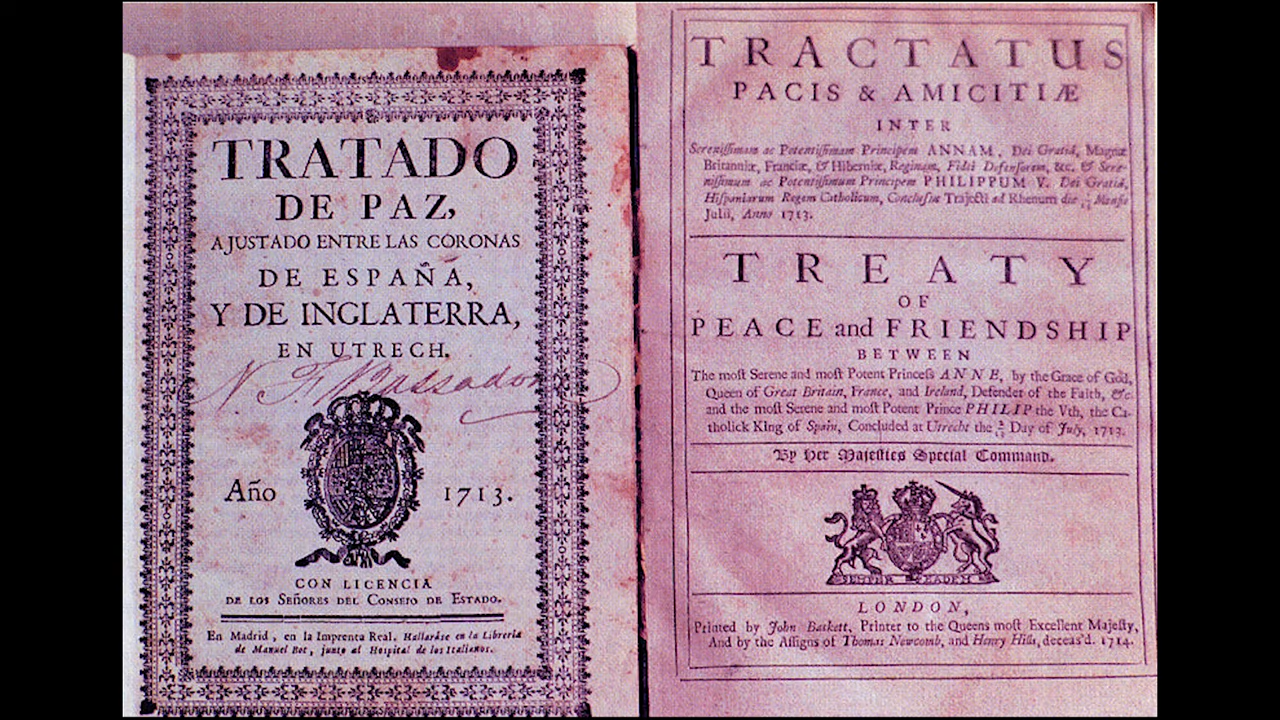 TRATADO
DE PAZ,
AJUSTADO ENTRE LAS CORONAS
DE ESPAÑA,
Y DE INGLATERRA,
EN UTRECH.
Año 1713.
CON LICENCIA
DE LOS SEÑORES DEL CONSEJO DE ESTADO.
En Madrid, en la Imprenta Real. Hallaráse en la Librería
de Manuel Bot, junto al Hospital de los Italianos.
TRACTATUS
PACIS & AMICITIÆ
INTER
Sereniſſimam ac Potentiſſimam Principem ANNAM, Dei Gratiâ, Magnæ
Britanniæ, Franciæ, & Hiberniæ, Reginam, Fidei Defenſorem, &c. & Sere-
niſſimum ac Potentiſſimum Principem PHILIPPUM V. Dei Gratiâ,
Hiſpaniarum Regem Catholicum, Concluſus Trajecti ad Rhenum die Menſis
Julii, Anno 1713.
TREATY
OF
PEACE and FRIENDSHIP
BETWEEN
The moſt Serene and moſt Potent Princeſs ANNE, by the Grace of God,
Queen of Great Britain, France, and Ireland, Defender of the Faith, &c.
and the moſt Serene and moſt Potent Prince PHILIP the Vth, the Ca-
tholick King of Spain, Concluded at Utrecht the Day of July, 1713.
By Her Majeſties Special Command.
SEMPER EADEM
LONDON,
Printed by John Baskett, Printer to the Queens moſt Excellent Majeſty,
And by the Aſſigns of Thomas Newcomb, and Henry Hills, deceas'd. 1714.